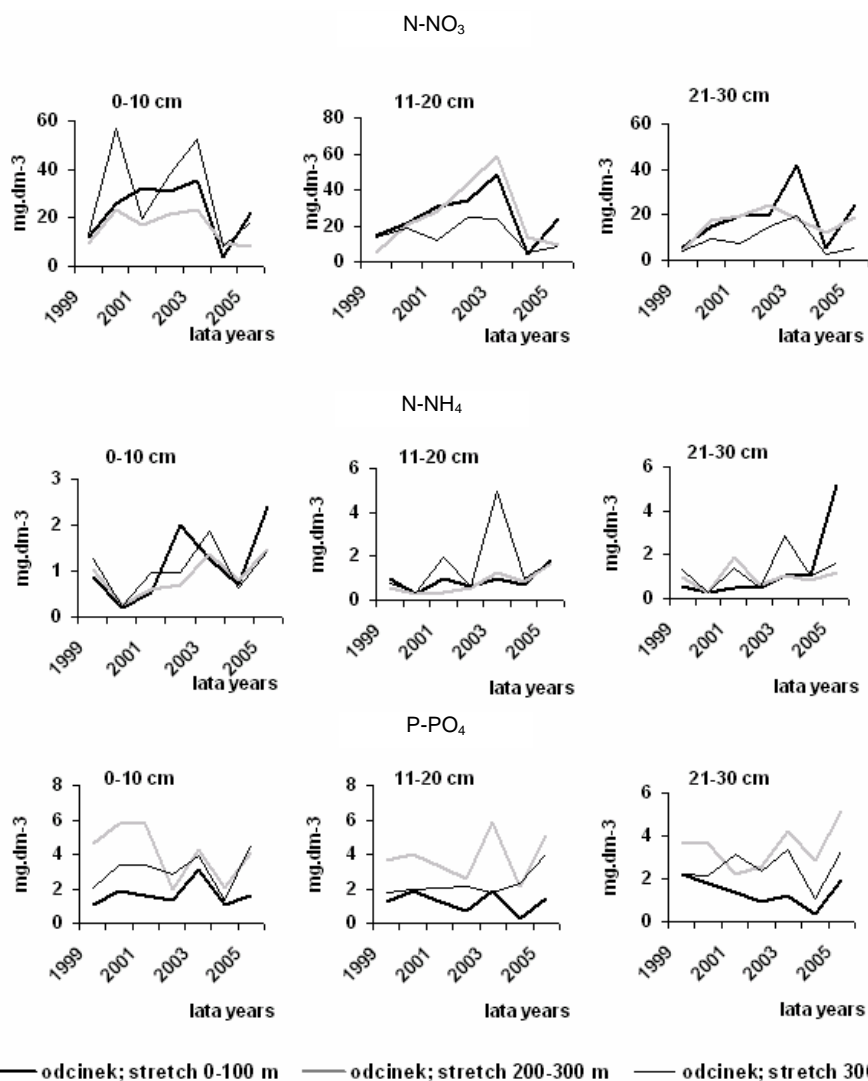 N-NO₃
0-10 cm
11-20 cm
21-30 cm
mg.dm-3
60
40
20
0
1999
2001
2003
2005
lata years
mg.dm-3
80
60
40
20
0
1999
2001
2003
2005
lata years
mg.dm-3
60
40
20
0
1999
2001
2003
2005
lata years
N-NH₄
0-10 cm
11-20 cm
21-30 cm
mg.dm-3
3
2
1
0
1999
2001
2003
2005
lata years
mg.dm-3
6
4
2
0
1999
2001
2003
2005
lata years
mg.dm-3
6
4
2
0
1999
2001
2003
2005
lata years
P-PO₄
0-10 cm
11-20 cm
21-30 cm
mg.dm-3
8
6
4
2
0
1999
2001
2003
2005
lata years
mg.dm-3
8
6
4
2
0
1999
2001
2003
2005
lata years
mg.dm-3
6
4
2
0
1999
2001
2003
2005
lata years
odcinek; stretch 0-100 m
odcinek; stretch 200-300 m
odcinek; stretch